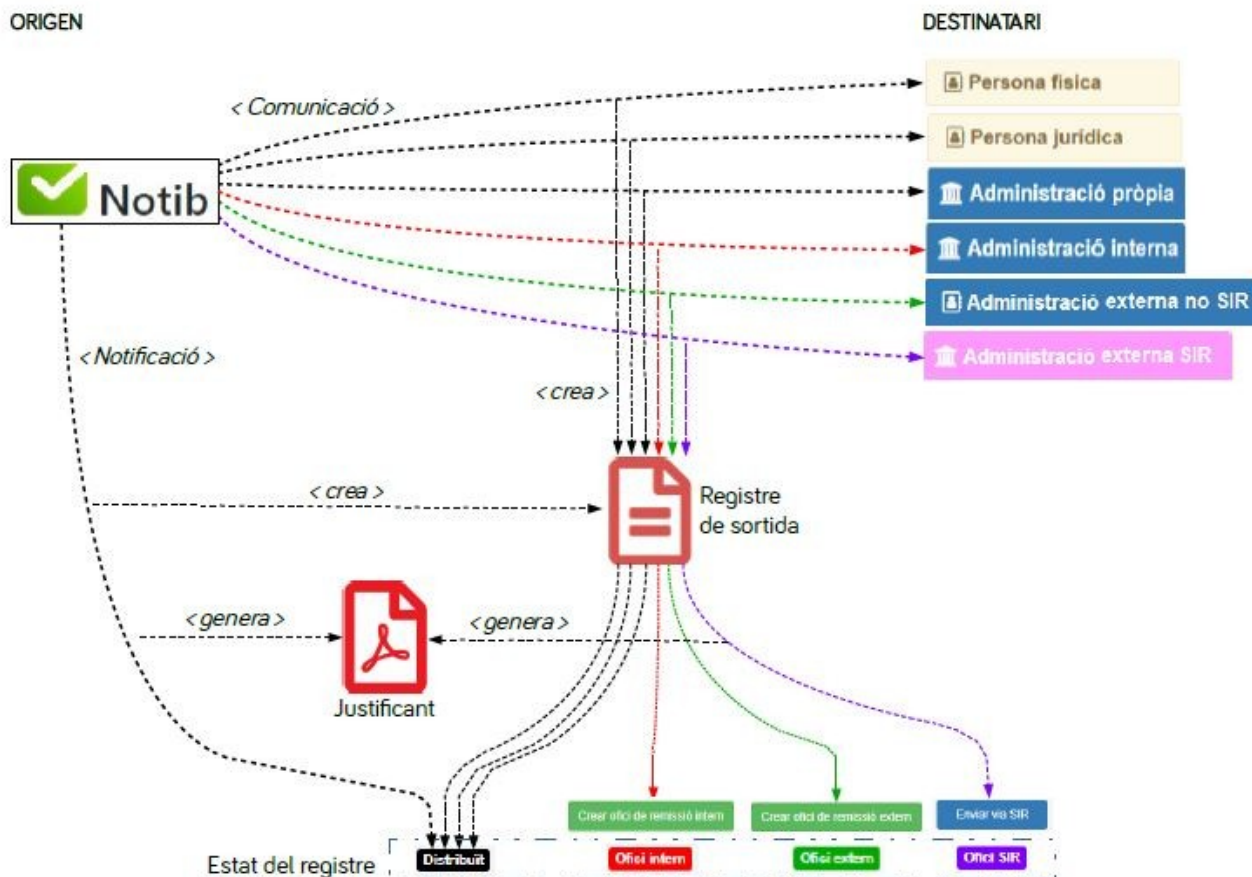 ORIGEN
DESTINATARI
< Comunicació >
Persona física
Persona jurídica
Notib
Administració pròpia
Administració interna
Administració externa no SIR
< Notificació >
Administració externa SIR
< crea >
< crea >
Registre
de sortida
< genera >
< genera >
Justificant
Crear ofici de remissió intern
Crear ofici de remissió extern
Enviar via SIR
Estat del registre
Distribuït
Ofici intern
Ofici extern
Ofici SIR